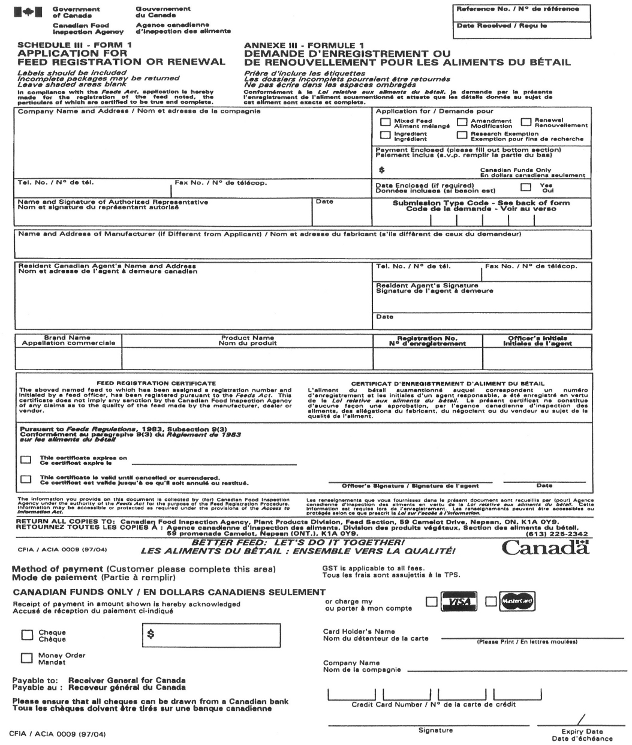 Government of Canada
Gouvernement du Canada
Canadian Food Inspection Agency
Agence canadienne d'inspection des aliments
Reference No. / N° de référence
Date Received / Reçu le
SCHEDULE III - FORM 1
APPLICATION FOR
FEED REGISTRATION OR RENEWAL
ANNEXE III - FORMULE 1
DEMANDE D'ENREGISTREMENT OU
DE RENOUVELLEMENT POUR LES ALIMENTS DU BÉTAIL
Labels should be included
Incomplete packages may be returned
Leave shaded areas blank
Prière d'inclure les étiquettes
Les dossiers incomplets pourraient être retournés
Ne pas écrire dans les espaces ombragés
In compliance with the Feeds Act, application is hereby
made for the registration of the feed noted, the
particulars of which are certified to be true and complete.
Conformément à la Loi relative aux aliments du bétail, je demande par la présente
l'enregistrement de l'aliment susmentionné et atteste que les détails donnés au sujet de
cet aliment sont exacts et complets.
Company Name and Address / Nom et adresse de la compagnie
Application for / Demande pour
Mixed Feed
Aliment mélangé
Amendment
Modification
Renewal
Renouvellement
Ingredient
Ingrédient
Research Exemption
Exemption pour fins de recherche
Payment Enclosed (please fill out bottom section)
Paiement inclus (s.v.p. remplir la partie du bas)
$
Canadian Funds Only
En dollars canadiens seulement
Tel. No. / N° de tél.
Fax No. / N° de télécop.
Date Enclosed (if required)
Données incluses (si besoin est)
Yes
Oui
Name and Signature of Authorized Representative
Nom et signature du représentant autorisé
Date
Submission Type Code - See back of form
Code de la demande - Voir au verso
Name and Address of Manufacturer (if Different from Applicant) / Nom et adresse du fabricant (s'ils diffèrent de ceux du demandeur)
Resident Canadian Agent's Name and Address
Nom et adresse de l'agent à demeure canadien
Tel. No. / N° de tél.
Fax No. / N° de télécop.
Resident Agent's Signature
Signature de l'agent à demeure
Date
Brand Name
Appellation commerciale
Product Name
Nom du produit
Registration No.
N° d'enregistrement
Officer's Initials
Initiales de l'agent
FEED REGISTRATION CERTIFICATE
The aboved named feed to which has been assigned a registration number and
initialed by a feed officer, has been registered pursuant to the Feeds Act. This
certificate does not imply any sanction by the Canadian Food Inspection Agency
of any claims as to the quality of the feed made by the manufacturer, dealer or
vendor.
CERTIFICAT D'ENREGISTREMENT D'ALIMENT DU BÉTAIL
L'aliment du bétail susmentionné auquel correspondent un numéro
d'enregistrement et les initiales d'un agent responsable, a été enregistré en vertu
de la Loi relative aux aliments du bétail. Le présent certificat ne constitue
d'aucune façon une approbation, par l'agence canadienne d'inspection des
aliments, des allégations du fabricant, du négociant ou du vendeur au sujet de la
qualité de l'aliment.
Pursuant to Feeds Regulations, 1983, Subsection 9(3)
Conformément au paragraphe 9(3) du Règlement de 1983
sur les aliments du bétail
This certificate expires on
Ce certificat expire le
This certificate is valid until cancelled or surrendered.
Ce certificat est valide jusqu'à ce qu'il soit annulé ou restitué.
Officer's Signature / Signature de l'agent
Date
The information you provide on this document is collected by (for) Canadian Food Inspection
Agency under the authority of the Feeds Act for the purpose of the Feed Registration Procedure.
Information may be accessible or protected as required under the provisions of the Access to
Information Act.
Les renseignements que vous fournissez dans le présent document sont recueillis par (pour) Agence
canadienne d'inspection des aliments en vertu de la Loi relative aux aliments du bétail. Cette
protégés selon ce que prescrit la Loi sur l'accès à l'information.
RETURN ALL COPIES TO: Canadian Food Inspection Agency, Plant Products Division, Feed Section, 59 Camelot Drive, Nepean, ON, K1A 0Y9.
RETOURNEZ TOUTES LES COPIES À : Agence canadienne d'inspection des aliments, Division des produits végétaux, Section des aliments du bétail.
59 promenade Camelot, Nepean (ONT.), K1A 0Y9.
(613) 225-2342
BETTER FEED: LET'S DO IT TOGETHER!
LES ALIMENTS DU BÉTAIL : ENSEMBLE VERS LA QUALITÉ!
CFIA / ACIA 0009 (97/04)
Canada
Method of payment (Customer please complete this area)
Mode de paiement (Partie à remplir)
GST is applicable to all fees.
Tous les frais sont assujettis à la TPS.
CANADIAN FUNDS ONLY / EN DOLLARS CANADIENS SEULEMENT
Receipt of payment in amount shown is hereby acknowledged
Accusé de réception du paiement ci-indiqué
or charge my
ou porter à mon compte
VISA
MasterCard
Cheque
Chèque
$
Money Order
Mandat
Card Holder's Name
Nom du détenteur de la carte
(Please Print / En lettres moulées)
Company Name
Nom de la compagnie
Payable to: Receiver General for Canada
Payable au : Receveur général du Canada
Please ensure that all cheques can be drawn from a Canadian bank
Tous les chèques doivent être tirés sur une banque canadienne
Credit Card Number / N° de la carte de crédit
Signature
Expiry Date
Date d'échéance
CFIA / ACIA 0009 (97/04)